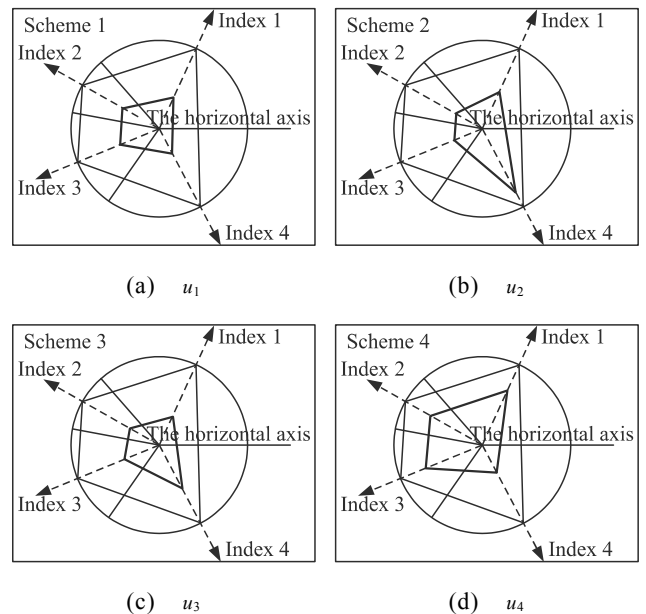 Scheme 1
Index 1
Index 2
The horizontal axis
Index 3
Index 4
(a) u1
Scheme 2
Index 1
Index 2
The horizontal axis
Index 3
Index 4
(b) u2
Scheme 3
Index 1
Index 2
The horizontal axis
Index 3
Index 4
(c) u3
Scheme 4
Index 1
Index 2
The horizontal axis
Index 3
Index 4
(d) u4